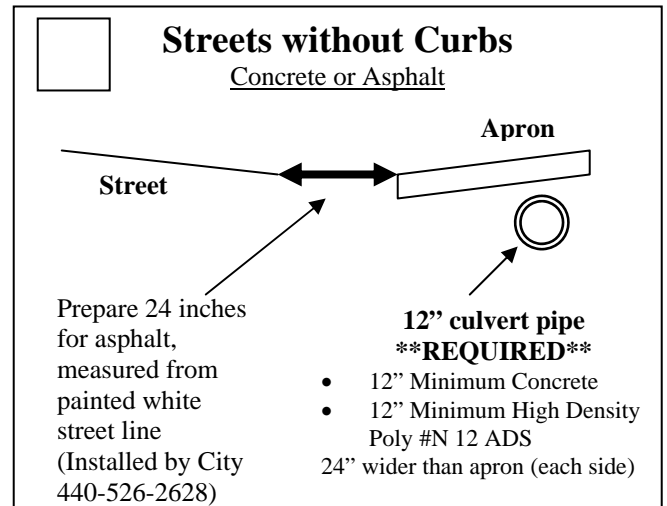 Streets without Curbs
Concrete or Asphalt
Apron
Street
Prepare 24 inches
for asphalt,
measured from
painted white
street line
(Installed by City
440-526-2628)
12” culvert pipe
**REQUIRED**
• 12” Minimum Concrete
• 12” Minimum High Density
Poly #N 12 ADS
24” wider than apron (each side)